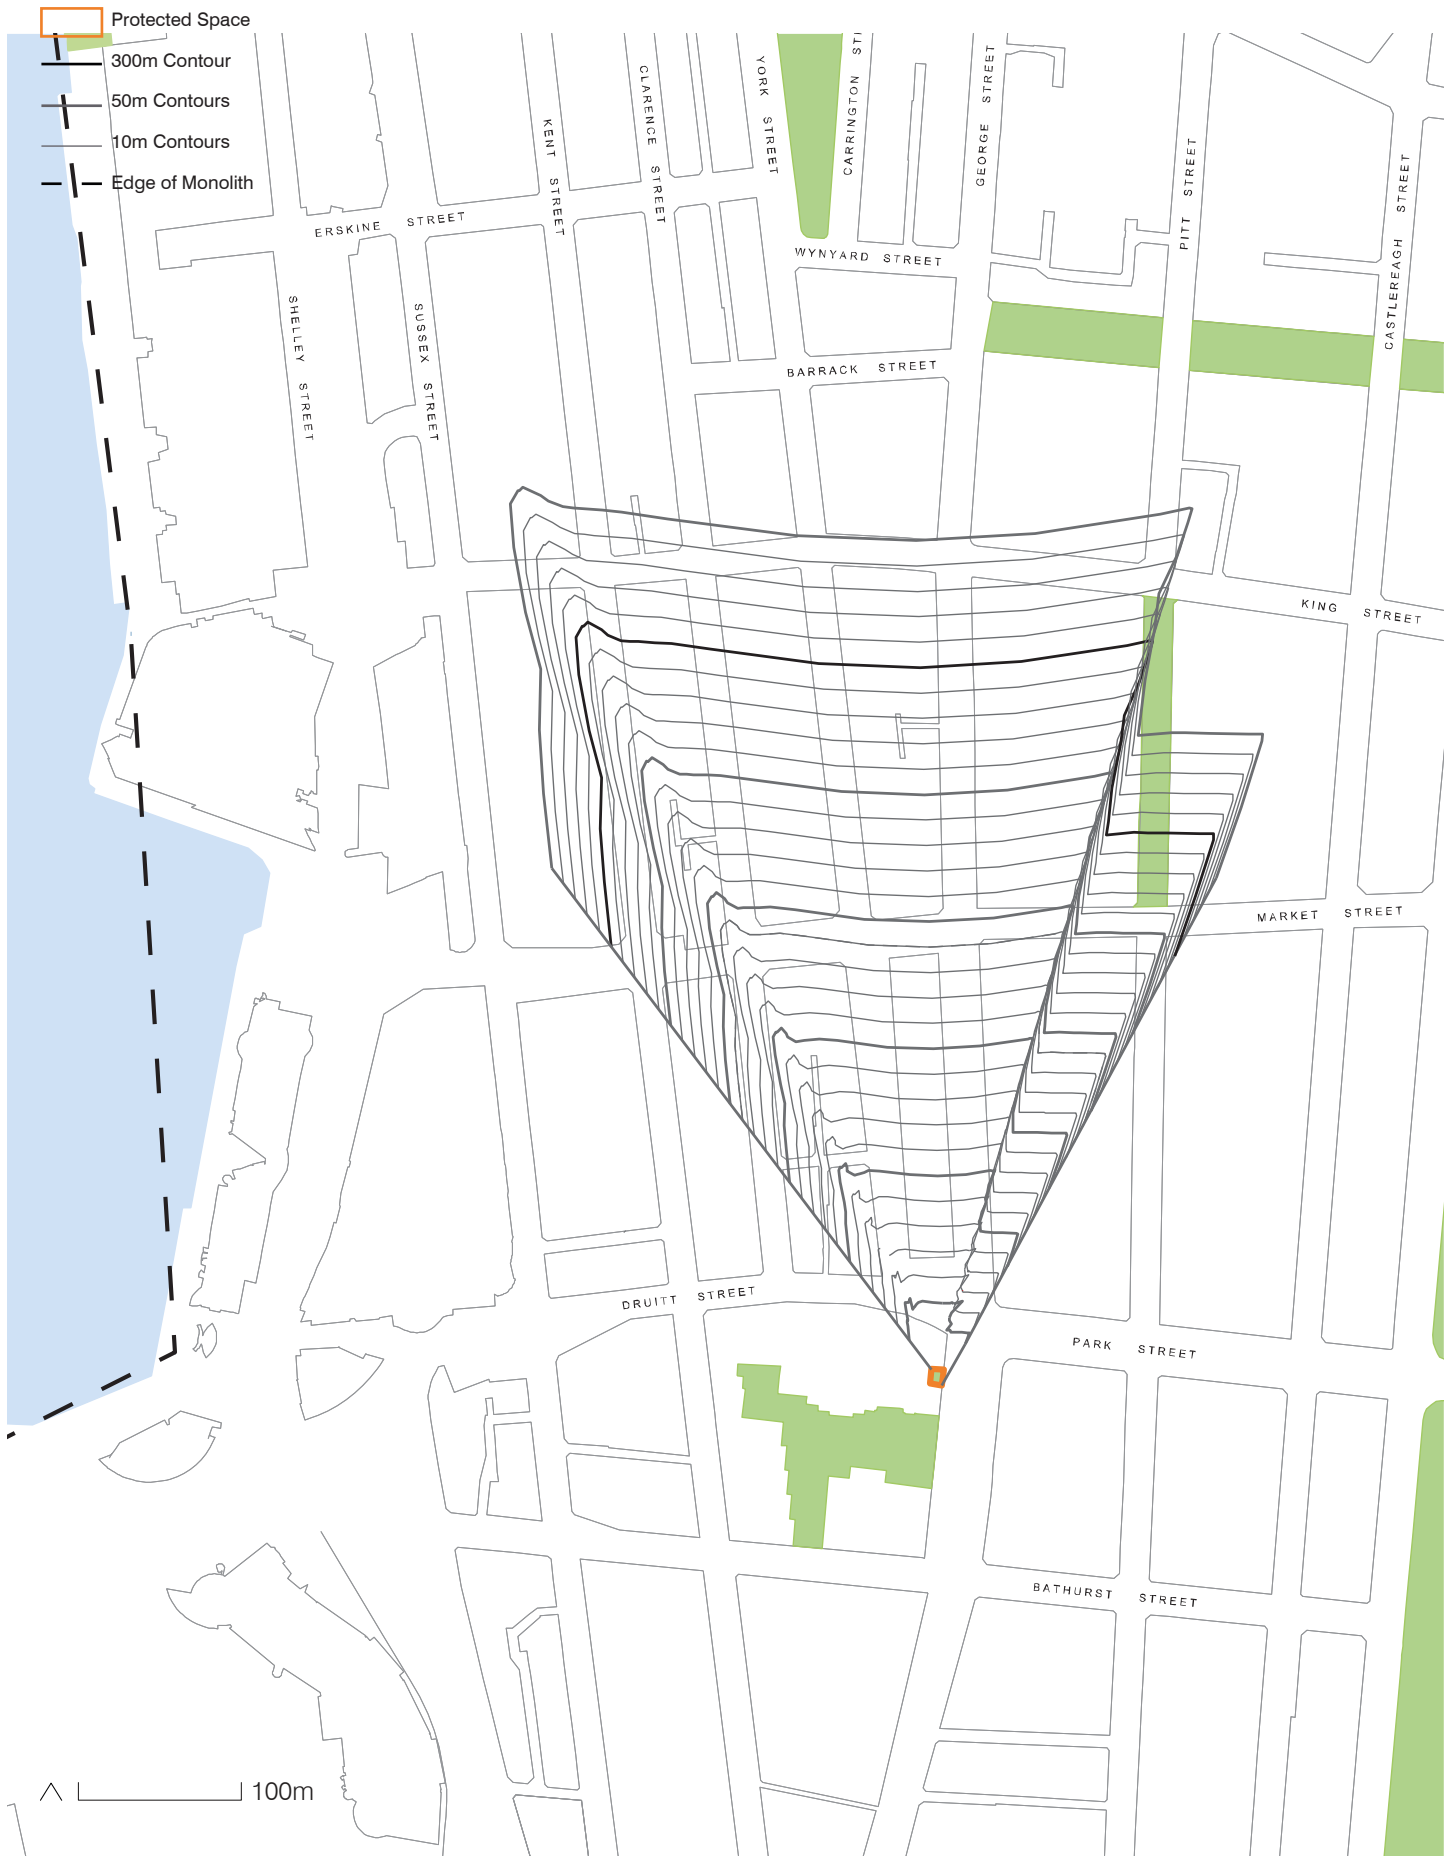 Protected Space
300m Contour
50m Contours
10m Contours
Edge of Monolith
KENT STREET
CLARENCE STREET
YORK STREET
CARRINGTON
GEORGE STREET
PITT STREET
CASTLEREAGH STREET
ERSKINE STREET
WYNYARD STREET
SHELLEY STREET
SUSSEX STREET
BARRACK STREET
KING STREET
MARKET STREET
DRUITT STREET
PARK STREET
BATHURST STREET
100m